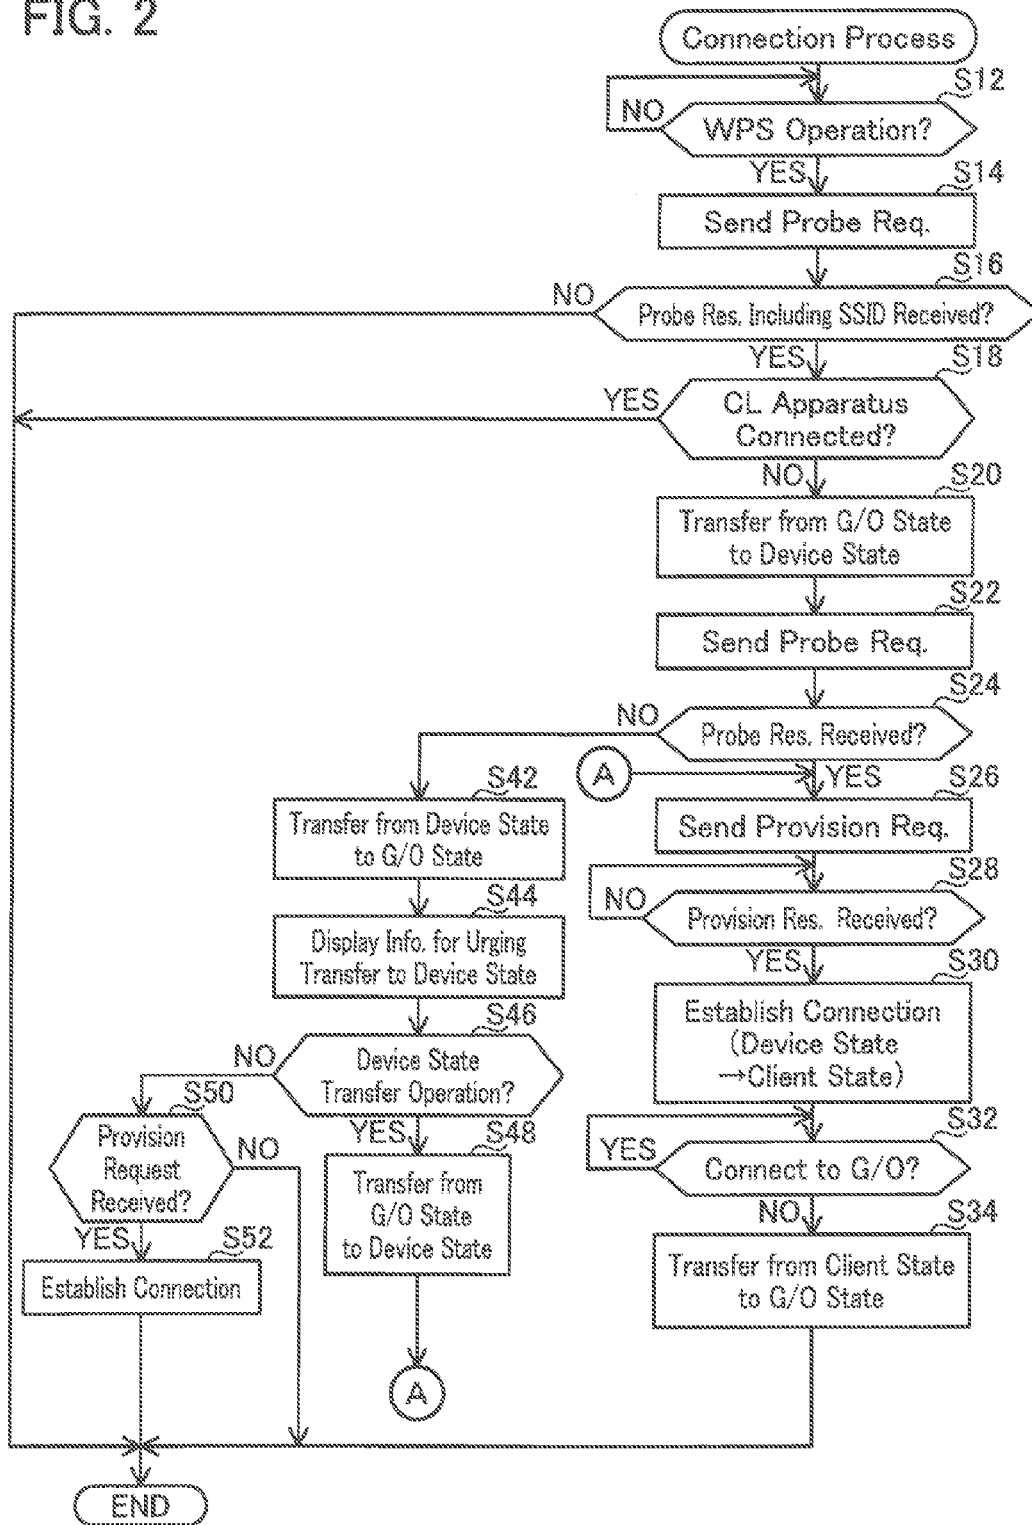 FIG. 2
Connection Process
S12
NO
WPS Operation?
YES
S14
Send Probe Req.
S16
NO
Probe Res. Including SSID Received?
YES
S18
YES
CL Apparatus
Connected?
NO
S20
Transfer from G/O State
to Device State
S22
Send Probe Req.
S24
NO
Probe Res. Received?
A
YES
S26
Send Provision Req.
S28
NO
Provision Res. Received?
YES
S30
Establish Connection
(Device State
→Client State)
S32
YES
Connect to G/O?
NO
S34
Transfer from Client State
to G/O State
S42
Transfer from Device State
to G/O State
S44
Display Info. for Urging
Transfer to Device State
S46
NO
Device State
Transfer Operation?
YES
S48
Transfer from
G/O State
to Device State
A
S50
Provision
Request
Received?
NO
YES
S52
Establish Connection
END